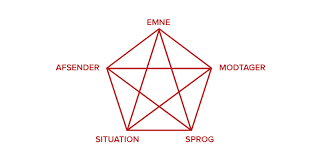 EMNE
AFSENDER
MODTAGER
SITUATION
SPROG